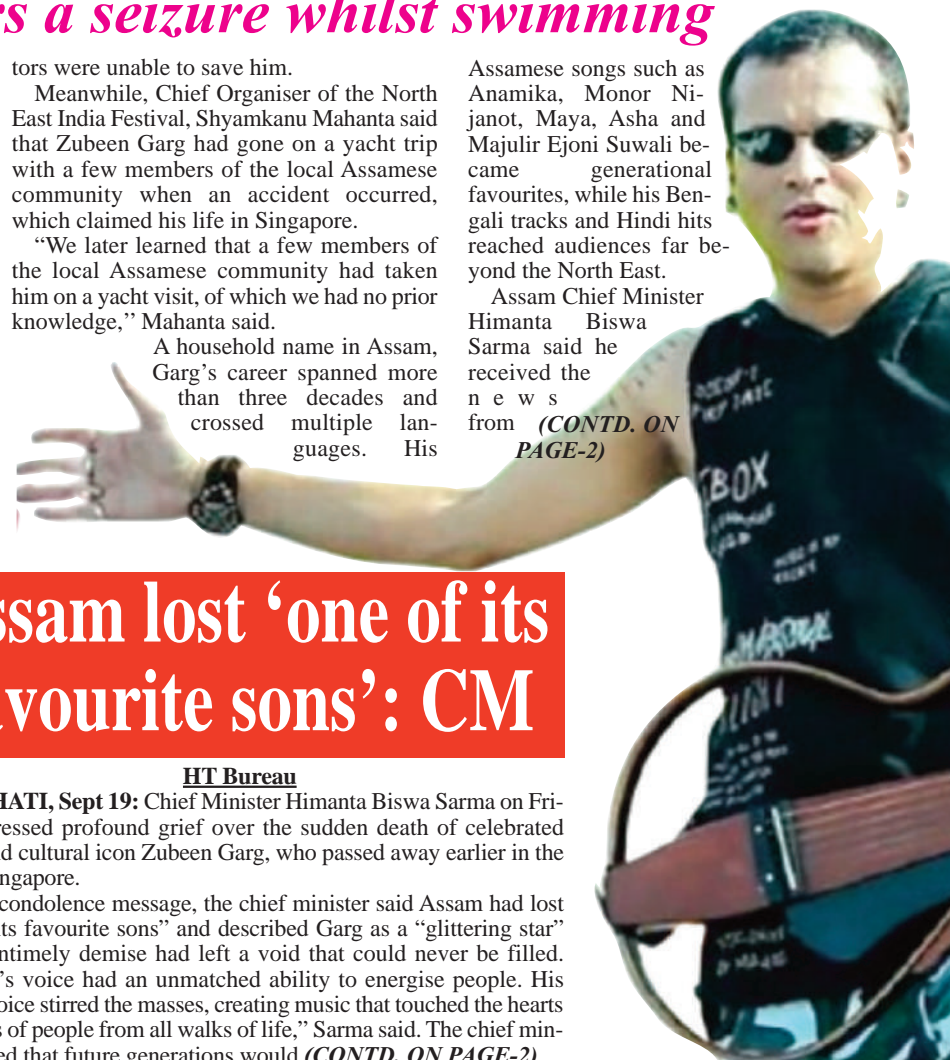 s a seizure whilst swimming
tors were unable to save him.
Meanwhile, Chief Organiser of the North
East India Festival, Shyamkanu Mahanta said
that Zubeen Garg had gone on a yacht trip
with a few members of the local Assamese
community when an accident occurred,
which claimed his life in Singapore.
“We later learned that a few members of
the local Assamese community had taken
him on a yacht visit, of which we had no prior
knowledge,’’ Mahanta said.
A household name in Assam,
Garg’s career spanned more
than three decades and
crossed multiple lan-
guages. His
Assamese songs such as
Anamika, Monor Ni-
janot, Maya, Asha and
Majulir Ejoni Suwali be-
came generational
favourites, while his Ben-
gali tracks and Hindi hits
reached audiences far be-
yond the North East.
Assam Chief Minister
Himanta Biswa
Sarma said he
received the
n e w s
from (CONTD. ON
PAGE-2)
ssam lost ‘one of its
avourite sons’: CM
HT Bureau
HATI, Sept 19: Chief Minister Himanta Biswa Sarma on Fri-
ressed profound grief over the sudden death of celebrated
d cultural icon Zubeen Garg, who passed away earlier in the
ngapore.
condolence message, the chief minister said Assam had lost
its favourite sons” and described Garg as a “glittering star”
ntimely demise had left a void that could never be filled.
’s voice had an unmatched ability to energise people. His
oice stirred the masses, creating music that touched the hearts
s of people from all walks of life,” Sarma said. The chief min-
ed that future generations would (CONTD. ON PAGE-2)